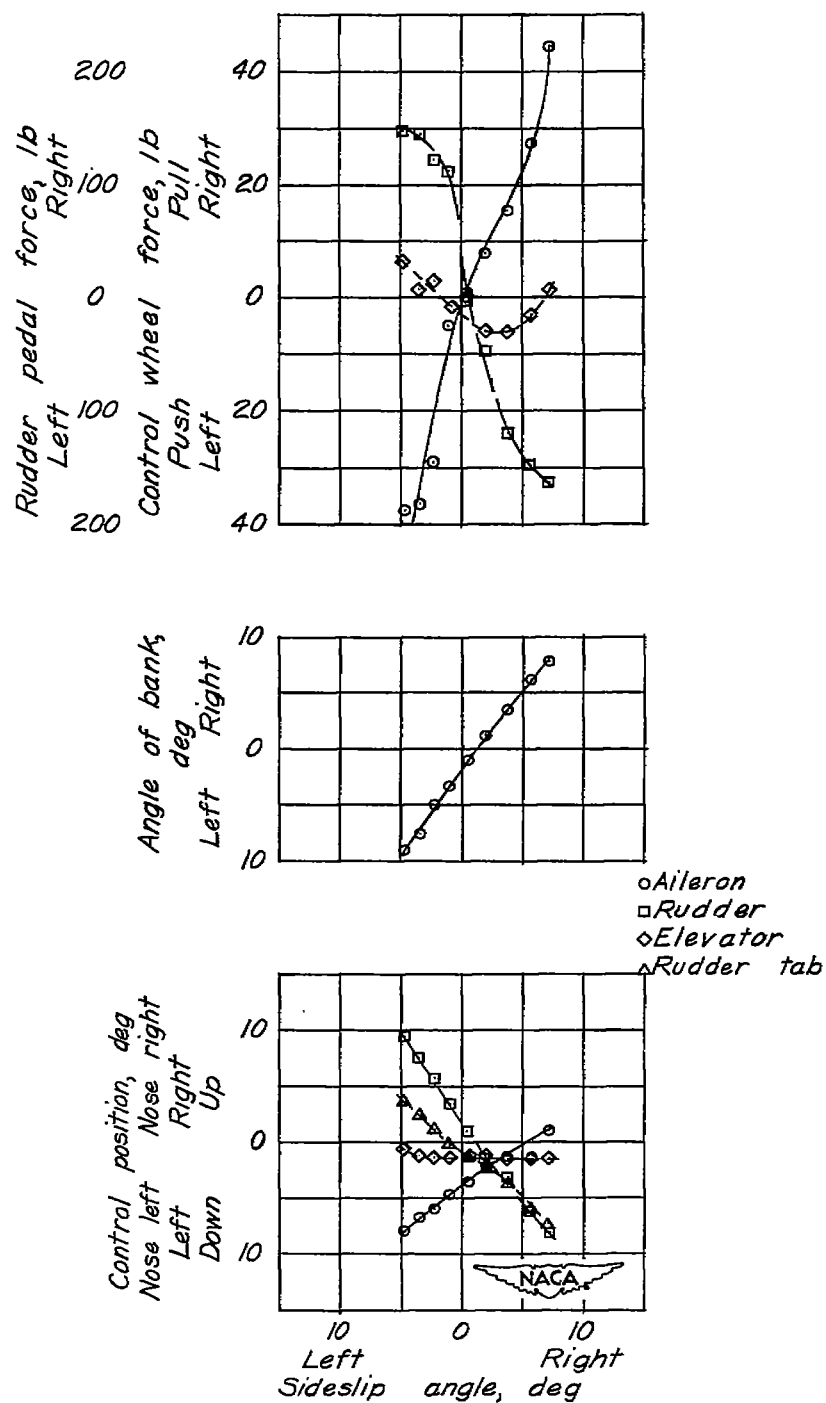 Rudder pedal force, lb
Left Right
200
100
0
100
200
Control wheel force, lb
Push Pull
Left Right
40
20
0
20
40
Angle of bank,
deg
Left Right
10
0
10
○Aileron
□Rudder
◇Elevator
△Rudder tab
Control position, deg
Nose left Nose right
Left Right
Down Up
10
0
10
NACA
10 0 10
Left Right
Sideslip angle, deg